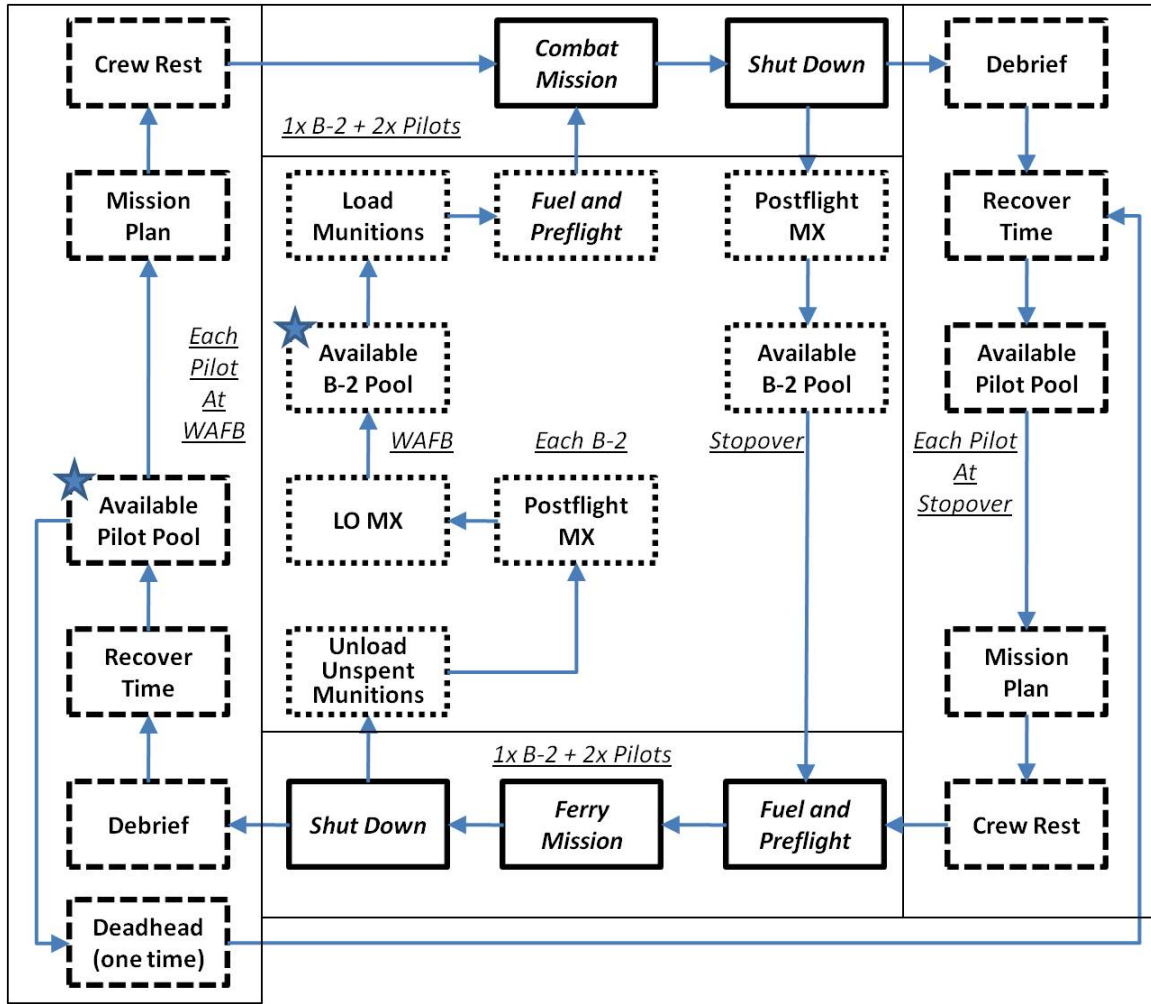 Crew Rest
Combat
Mission
Shut Down
Debrief
1x B-2 + 2x Pilots
Mission
Plan
Load
Munitions
Fuel and
Preflight
Postflight
MX
Recover
Time
Each
Pilot
At
WAFB
Available
B-2 Pool
Available
B-2 Pool
Available
Pilot Pool
WAFB
Each B-2
Stopover
Each Pilot
At
Stopover
Available
Pilot Pool
LO MX
Postflight
MX
Recover
Time
Unload
Unspent
Munitions
Mission
Plan
1x B-2 + 2x Pilots
Debrief
Shut Down
Ferry
Mission
Fuel and
Preflight
Crew Rest
Deadhead
(one time)